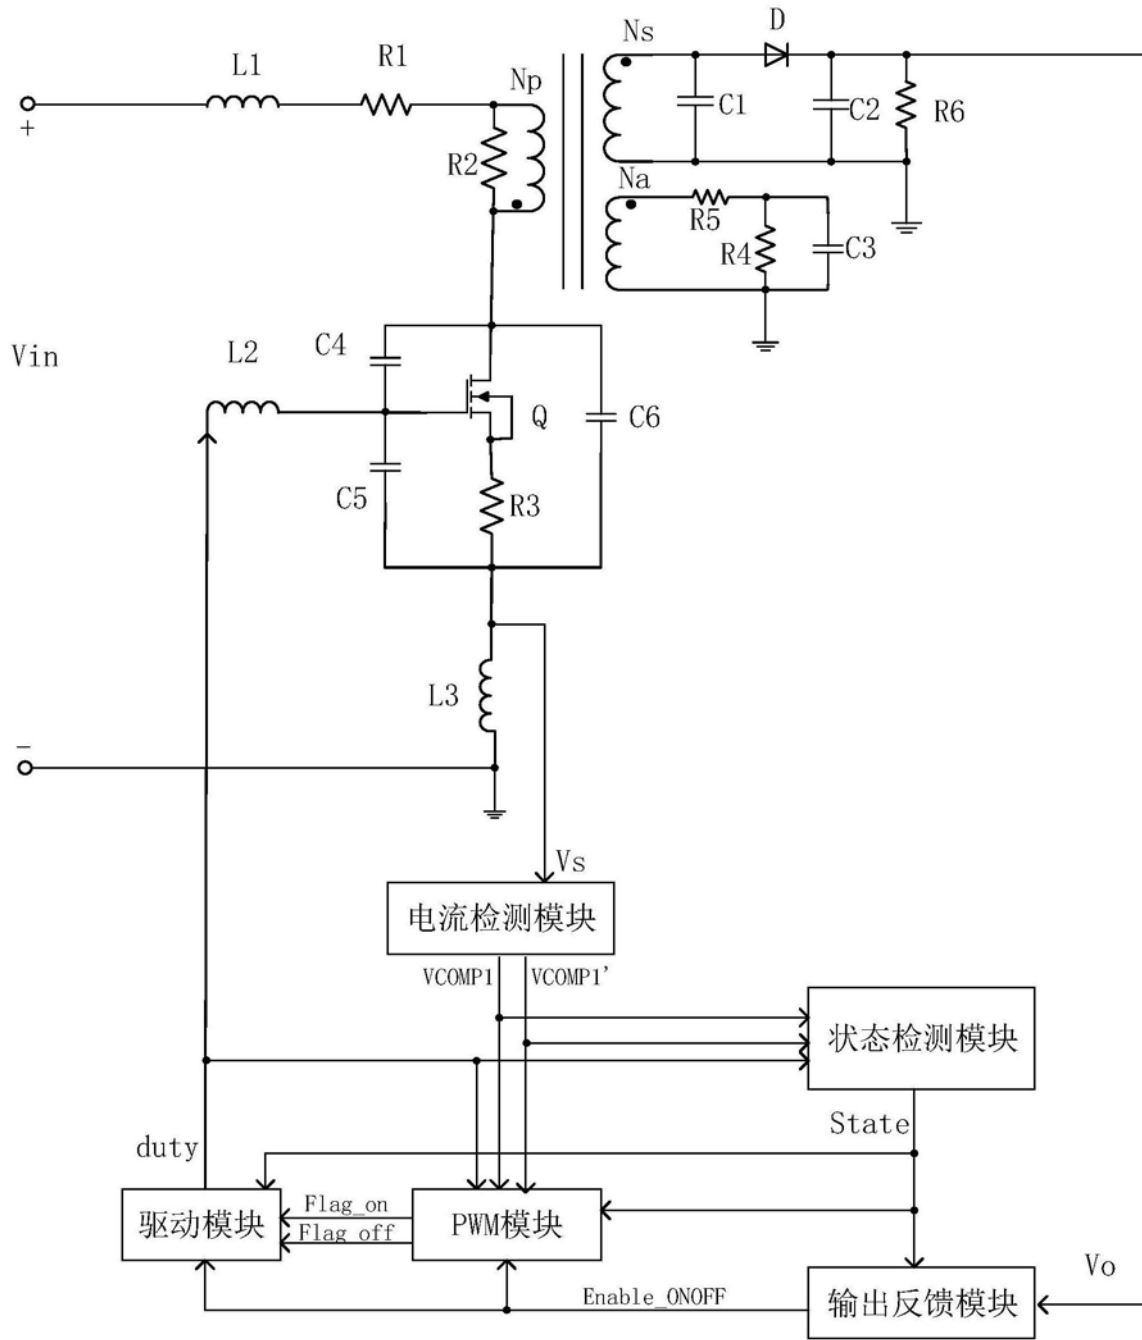 D
Ns
R1
L1
Np
C1
C2
R6
+
R2
Na
R5
R4
C3
C4
Vin
L2
Q
C6
C5
R3
L3
−
Vs
电流检测模块
VCOMP1
VCOMP1'
状态检测模块
State
duty
驱动模块
Flag_on
Flag_off
PWM模块
Enable_ONOFF
输出反馈模块
Vo